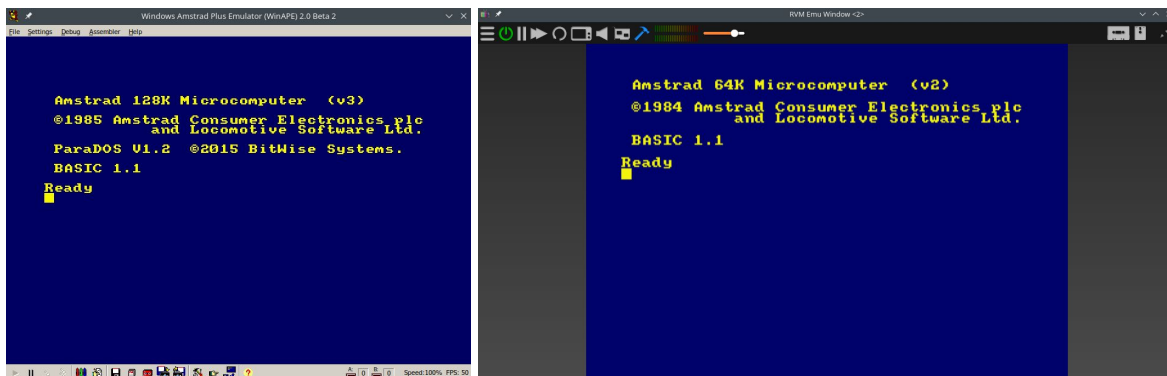 Windows Amstrad Plus Emulator (WinAPE) 2.0 Beta 2
File Settings Debug Assembler Help
Amstrad 128K Microcomputer (v3)
©1985 Amstrad Consumer Electronics plc
and Locomotive Software Ltd.
ParaDOS V1.2 ©2015 BitWise Systems.
BASIC 1.1
Ready
A: 0 B: 0 Speed:100% FPS: 50
RVM Emu Window <2>
Amstrad 64K Microcomputer (v2)
©1984 Amstrad Consumer Electronics plc
and Locomotive Software Ltd.
BASIC 1.1
Ready